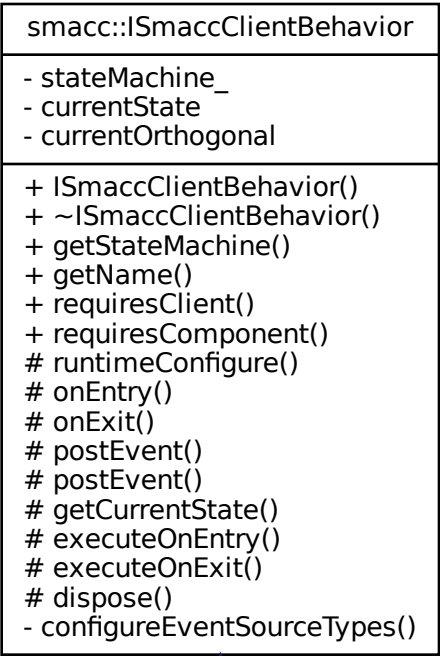 smacc::ISmaccClientBehavior
- stateMachine_
- currentState
- currentOrthogonal
+ ISmaccClientBehavior()
+ ~ISmaccClientBehavior()
+ getStateMachine()
+ getName()
+ requiresClient()
+ requiresComponent()
# runtimeConfigure()
# onEntry()
# onExit()
# postEvent()
# postEvent()
# getCurrentState()
# executeOnEntry()
# executeOnExit()
# dispose()
- configureEventSourceTypes()